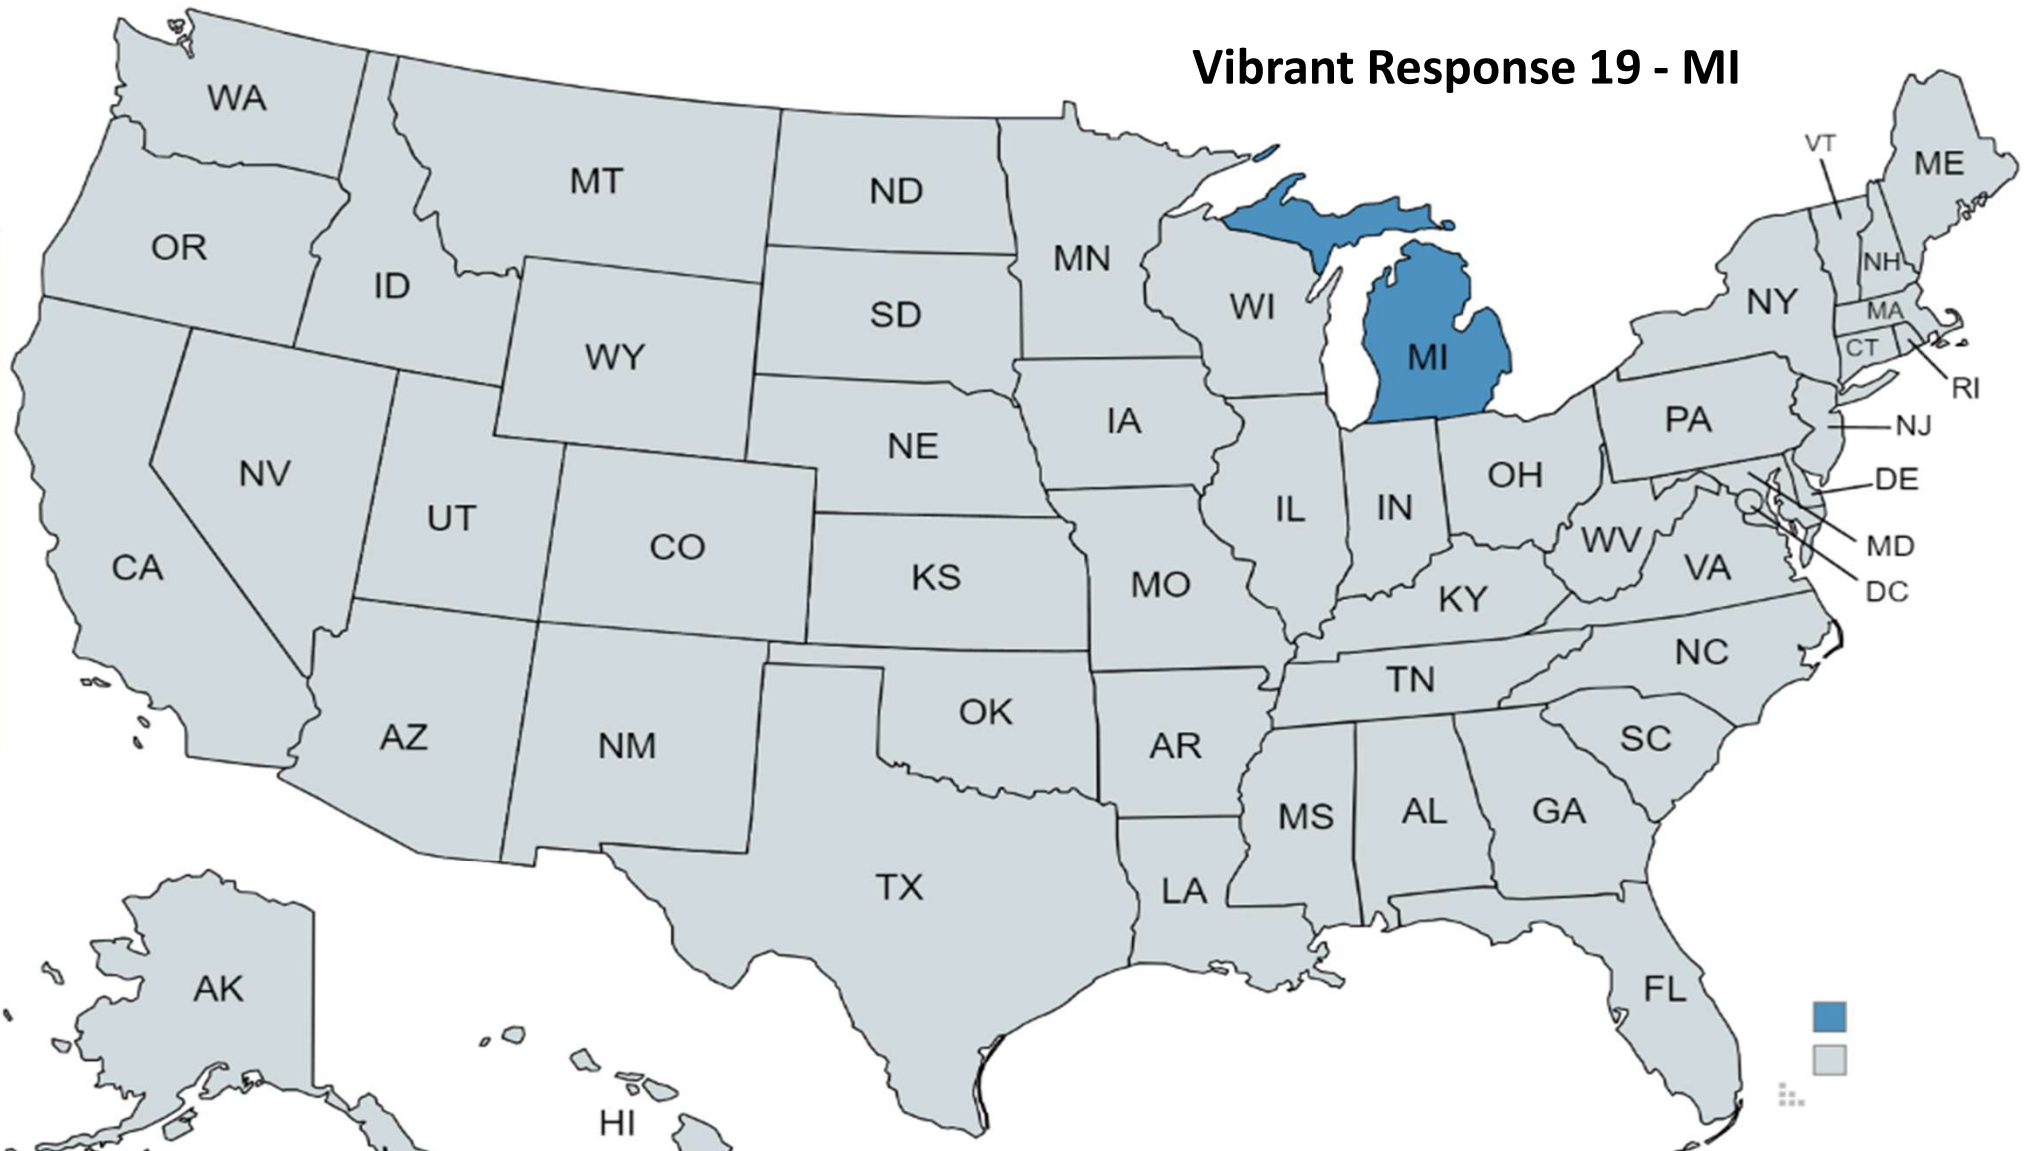 Vibrant Response 19 - MI
WA
MT
ND
MN
VT
ME
OR
ID
SD
WI
MI
NY
NH
MA
CT
RI
WY
IA
PA
NJ
NE
NV
UT
CO
IL
IN
OH
DE
WV
MD
VA
DC
CA
KS
MO
KY
NC
TN
AZ
NM
OK
AR
SC
MS
AL
GA
TX
LA
AK
FL
HI